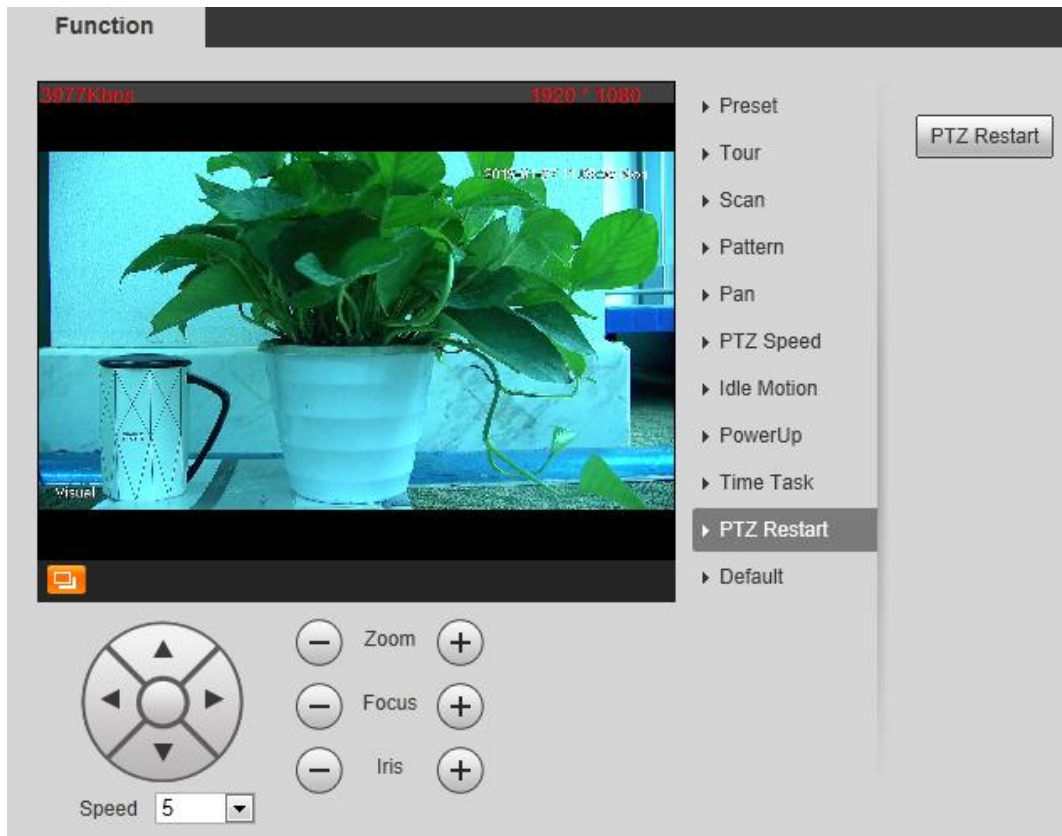 Function
3977Kbps
1920 * 1080
Visual
Preset
Tour
Scan
Pattern
Pan
PTZ Speed
Idle Motion
PowerUp
Time Task
PTZ Restart
Default
PTZ Restart
Zoom
Focus
Iris
Speed 5